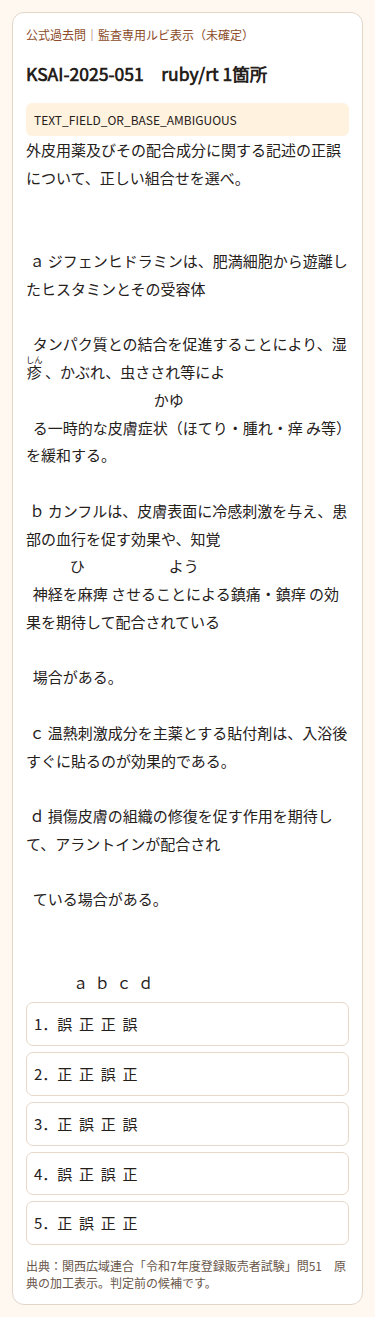 公式過去問｜監査専用ルビ表示（未確定）
KSAI-2025-051　ruby/rt 1箇所
TEXT_FIELD_OR_BASE_AMBIGUOUS
外皮用薬及びその配合成分に関する記述の正誤
について、正しい組合せを選べ。
ａ ジフェンヒドラミンは、肥満細胞から遊離し
たヒスタミンとその受容体
タンパク質との結合を促進することにより、湿
しん
疹 、かぶれ、虫さされ等によ
かゆ
る一時的な皮膚症状（ほてり・腫れ・痒 み等）
を緩和する。
ｂ カンフルは、皮膚表面に冷感刺激を与え、患
部の血行を促す効果や、知覚
ひ　　　　　　よう
神経を麻痺 させることによる鎮痛・鎮痒 の効
果を期待して配合されている
場合がある。
ｃ 温熱刺激成分を主薬とする貼付剤は、入浴後
すぐに貼るのが効果的である。
ｄ 損傷皮膚の組織の修復を促す作用を期待し
て、アラントインが配合され
ている場合がある。
ａ ｂ ｃ ｄ
1．誤 正 正 誤
2．正 正 誤 正
3．正 誤 正 誤
4．誤 正 誤 正
5．正 誤 正 正
出典：関西広域連合「令和7年度登録販売者試験」問51　原
典の加工表示。判定前の候補です。